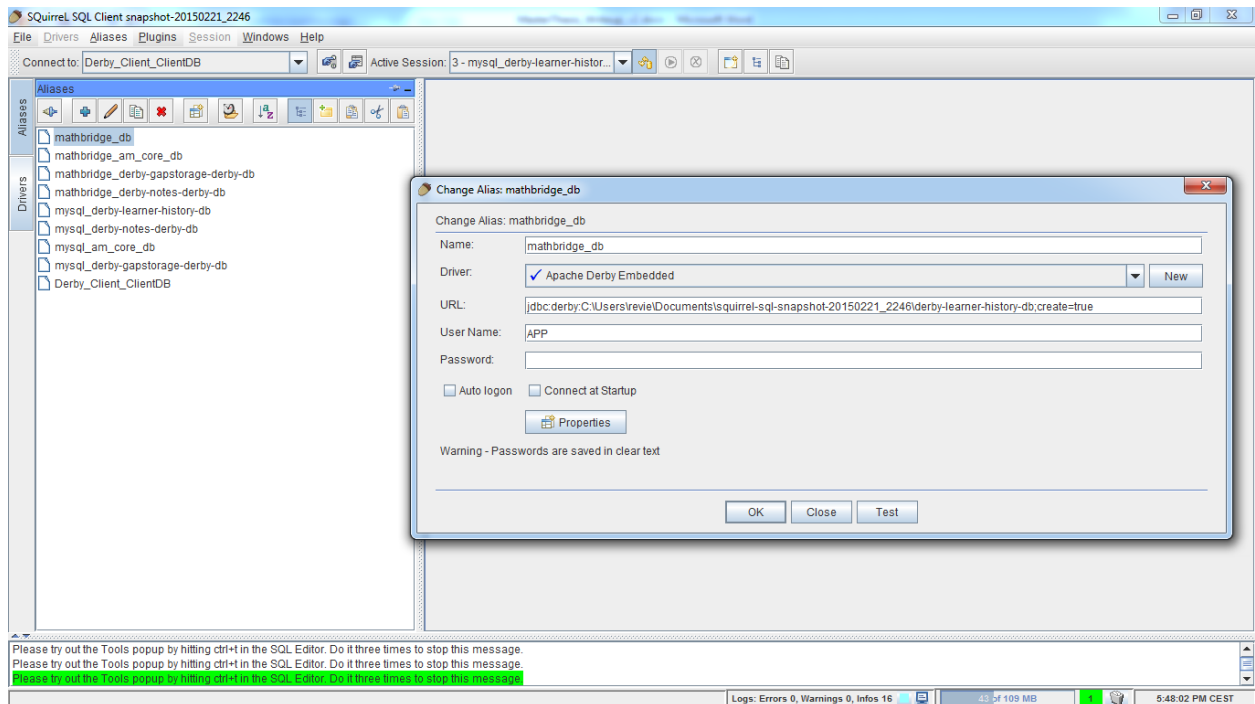 SQuirreL SQL Client snapshot-20150221_2246
File Drivers Aliases Plugins Session Windows Help
Connect to: Derby_Client_ClientDB Active Session: 3 - mysql_derby-learner-histor...
Aliases
Aliases
Drivers
mathbridge_db
mathbridge_am_core_db
mathbridge_derby-gapstorage-derby-db
mathbridge_derby-notes-derby-db
mysql_derby-learner-history-db
mysql_derby-notes-derby-db
mysql_am_core_db
mysql_derby-gapstorage-derby-db
Derby_Client_ClientDB
Change Alias: mathbridge_db
Change Alias: mathbridge_db
Name: mathbridge_db
Driver: Apache Derby Embedded New
URL: jdbc:derby:C:\Users\revie\Documents\squirrel-sql-snapshot-20150221_2246\derby-learner-history-db;create=true
User Name: APP
Password:
Auto logon Connect at Startup
Properties
Warning - Passwords are saved in clear text
OK Close Test
Please try out the Tools popup by hitting ctrl+t in the SQL Editor. Do it three times to stop this message.
Please try out the Tools popup by hitting ctrl+t in the SQL Editor. Do it three times to stop this message.
Please try out the Tools popup by hitting ctrl+t in the SQL Editor. Do it three times to stop this message.
Logs: Errors 0, Warnings 0, Infos 16 43 of 109 MB 1 5:48:02 PM CEST